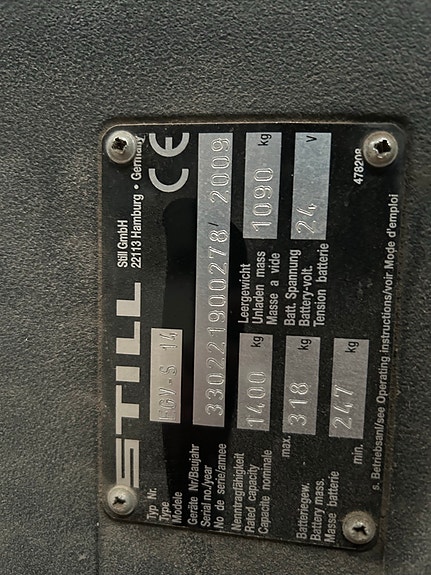 STILL
Still GmbH
22113 Hamburg • Germany
CE
Typ Nr.
Type
Modele
EGV-S 14
Geräte Nr/Baujahr
Serial no./year
No de serie/annee
330221900278/ 2009
Nenntragfähigkeit
Rated capacity
Capacite nominale
1400 kg
Leergewicht
Unladen mass
Masse a vide
1090 kg
Batteriegew.
Battery mass.
Masse batterie
max. 318 kg
min. 247 kg
Batt. Spannung
Battery-volt.
Tension batterie
24 V
s. Betriebsanl/see Operating instructions/voir Mode d'emploi
478208